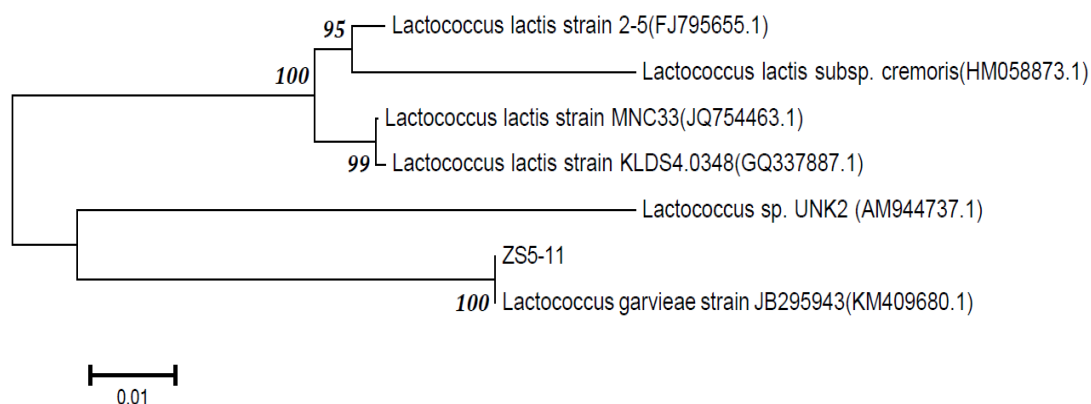 95
Lactococcus lactis strain 2-5(FJ795655.1)
100
Lactococcus lactis subsp. cremoris(HM058873.1)
Lactococcus lactis strain MNC33(JQ754463.1)
99
Lactococcus lactis strain KLDS4.0348(GQ337887.1)
Lactococcus sp. UNK2 (AM944737.1)
ZS5-11
100
Lactococcus garvieae strain JB295943(KM409680.1)
0.01